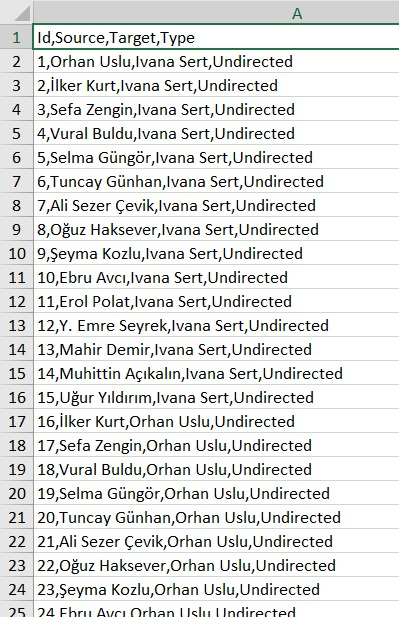 A
1 Id,Source,Target,Type
2 1,Orhan Uslu,Ivana Sert,Undirected
3 2,İlker Kurt,Ivana Sert,Undirected
4 3,Sefa Zengin,Ivana Sert,Undirected
5 4,Vural Buldu,Ivana Sert,Undirected
6 5,Selma Güngör,Ivana Sert,Undirected
7 6,Tuncay Günhan,Ivana Sert,Undirected
8 7,Ali Sezer Çevik,Ivana Sert,Undirected
9 8,Oğuz Haksever,Ivana Sert,Undirected
10 9,Şeyma Kozlu,Ivana Sert,Undirected
11 10,Ebru Avcı,Ivana Sert,Undirected
12 11,Erol Polat,Ivana Sert,Undirected
13 12,Y. Emre Seyrek,Ivana Sert,Undirected
14 13,Mahir Demir,Ivana Sert,Undirected
15 14,Muhittin Açıkalın,Ivana Sert,Undirected
16 15,Uğur Yıldırım,Ivana Sert,Undirected
17 16,İlker Kurt,Orhan Uslu,Undirected
18 17,Sefa Zengin,Orhan Uslu,Undirected
19 18,Vural Buldu,Orhan Uslu,Undirected
20 19,Selma Güngör,Orhan Uslu,Undirected
21 20,Tuncay Günhan,Orhan Uslu,Undirected
22 21,Ali Sezer Çevik,Orhan Uslu,Undirected
23 22,Oğuz Haksever,Orhan Uslu,Undirected
24 23,Şeyma Kozlu,Orhan Uslu,Undirected
25 24,Ebru Avcı,Orhan Uslu,Undirected